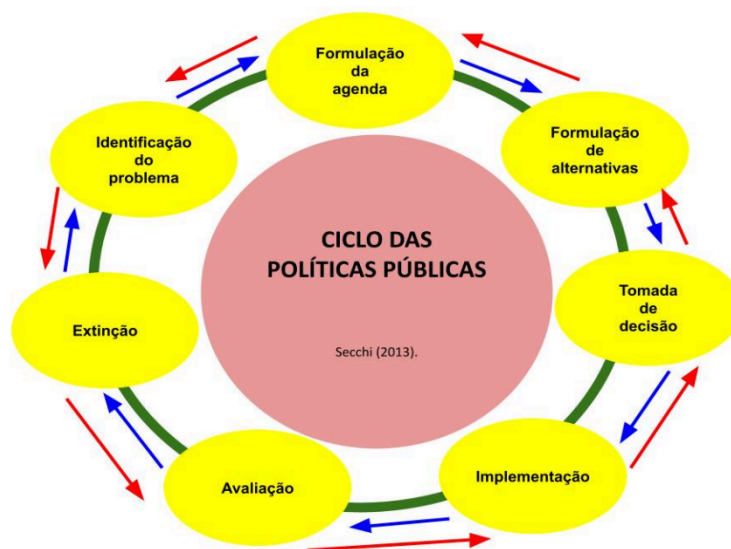 Formulação
da
agenda
Identificação
do
problema
Formulação
de
alternativas
CICLO DAS
POLÍTICAS PÚBLICAS
Secchi (2013).
Tomada
de
decisão
Extinção
Implementação
Avaliação